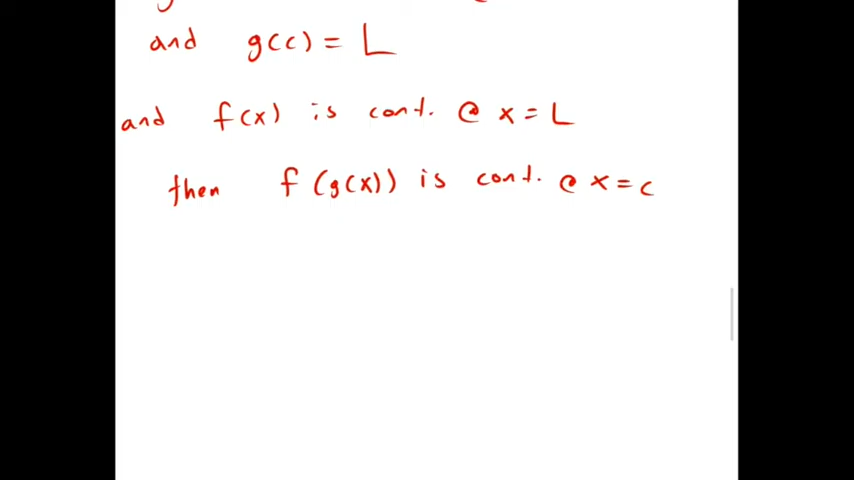 and g(c) = L
and f(x) is cont. @ x = L
then f(g(x)) is cont. @ x = c